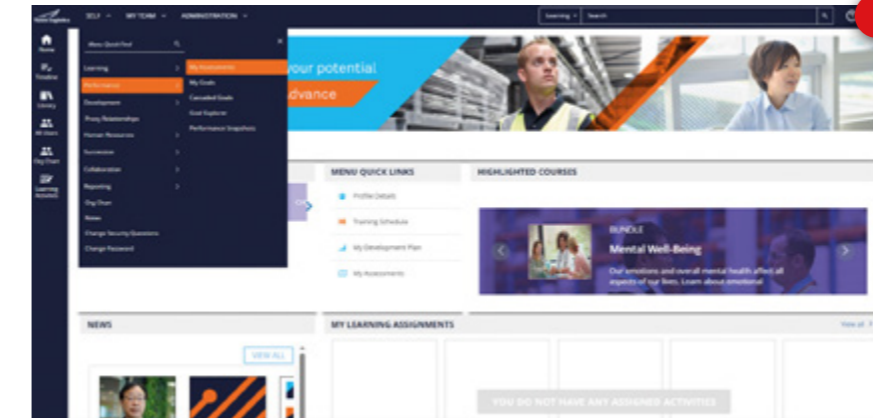 SELF MY TEAM ADMINISTRATION Learning Search
Home
Timeline
Library
All Users
Org Chart
Learning
Menu Quick Find
Learning
Performance
Development
Proxy Relationships
Human Resources
Succession
Collaboration
Reporting
Org Chart
Notes
Change Security Questions
Change Password
My Assessments
My Goals
Cascaded Goals
Goal Explorer
Performance Snapshots
your potential
advance
MENU QUICK LINKS
Profile Details
Training Schedule
My Development Plan
My Assessments
HIGHLIGHTED COURSES
BUNDLE
Mental Well-Being
Our emotions and overall mental health affect all
aspects of our lives. Learn about emotional
NEWS
VIEW ALL
MY LEARNING ASSIGNMENTS
View all
YOU DO NOT HAVE ANY ASSIGNED ACTIVITIES